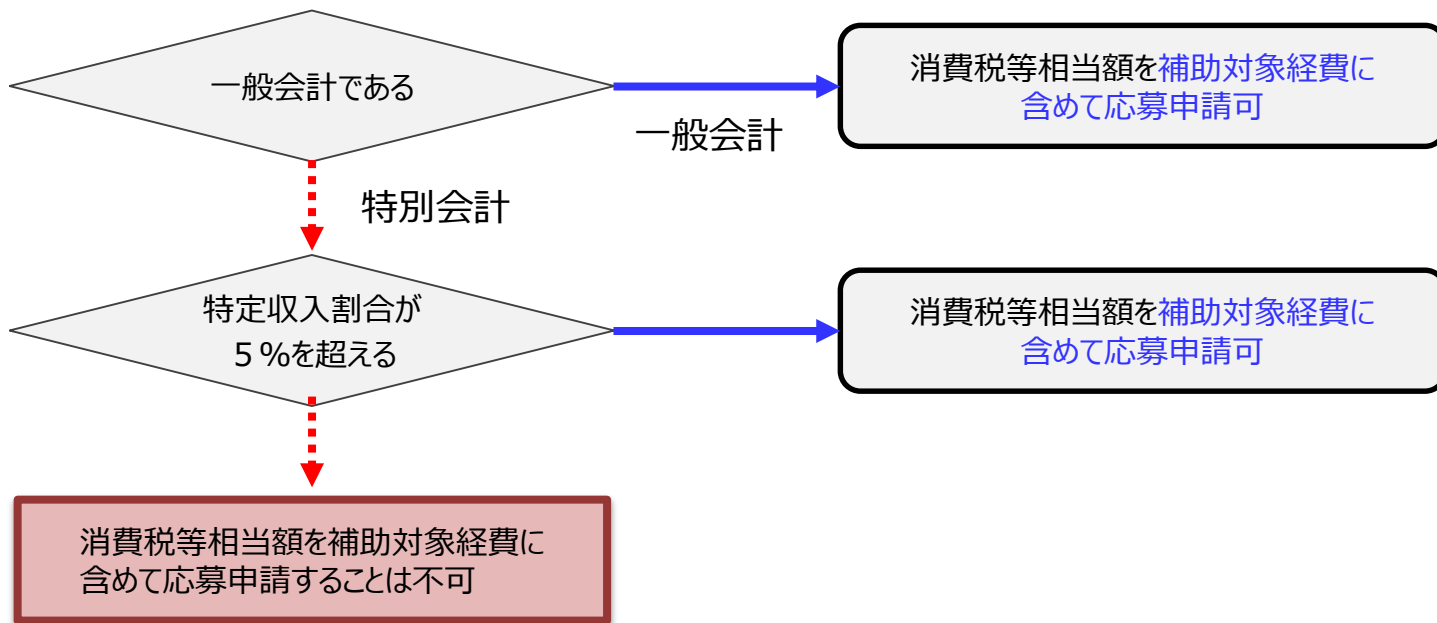 一般会計である
消費税等相当額を補助対象経費に
含めて応募申請可
一般会計
特別会計
特定収入割合が
５%を超える
消費税等相当額を補助対象経費に
含めて応募申請可
消費税等相当額を補助対象経費に
含めて応募申請することは不可